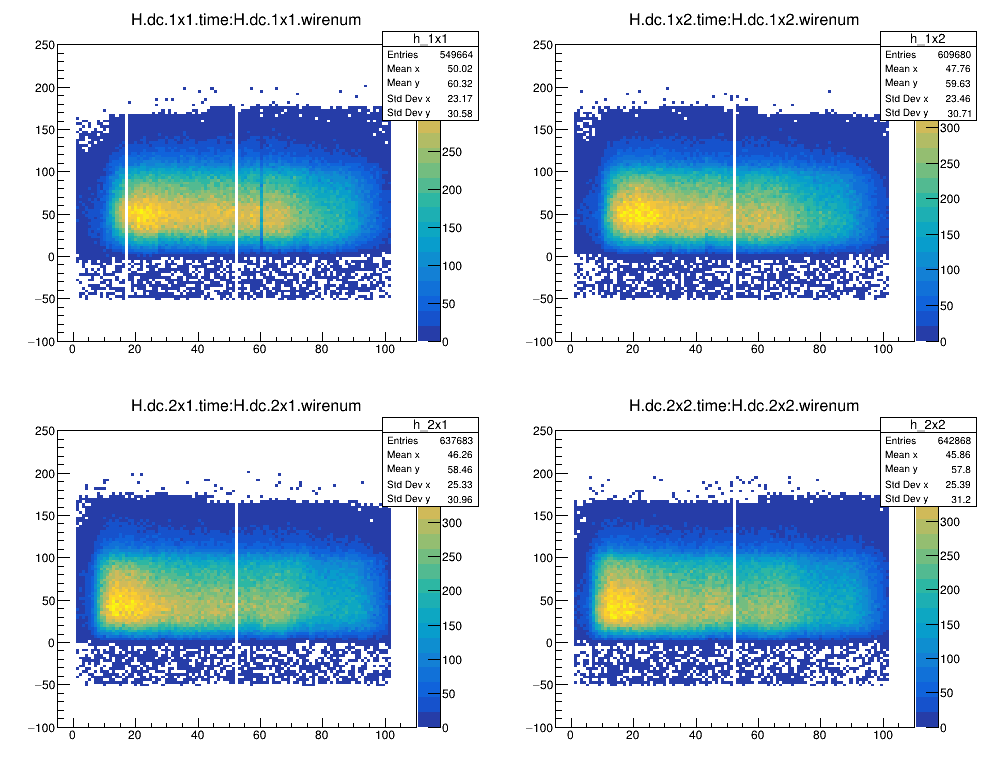 H.dc.1x1.time:H.dc.1x1.wirenum
h_1x1
Entries 549664
Mean x 50.02
Mean y 60.32
Std Dev x 23.17
Std Dev y 30.58
250
200
150
100
50
0
−50
−100
0 20 40 60 80 100
250
200
150
100
50
0
H.dc.1x2.time:H.dc.1x2.wirenum
h_1x2
Entries 609680
Mean x 47.76
Mean y 59.63
Std Dev x 23.46
Std Dev y 30.71
250
200
150
100
50
0
−50
−100
0 20 40 60 80 100
300
250
200
150
100
50
0
H.dc.2x1.time:H.dc.2x1.wirenum
h_2x1
Entries 637683
Mean x 46.26
Mean y 58.46
Std Dev x 25.33
Std Dev y 30.96
250
200
150
100
50
0
−50
−100
0 20 40 60 80 100
300
250
200
150
100
50
0
H.dc.2x2.time:H.dc.2x2.wirenum
h_2x2
Entries 642868
Mean x 45.86
Mean y 57.8
Std Dev x 25.39
Std Dev y 31.2
250
200
150
100
50
0
−50
−100
0 20 40 60 80 100
300
250
200
150
100
50
0